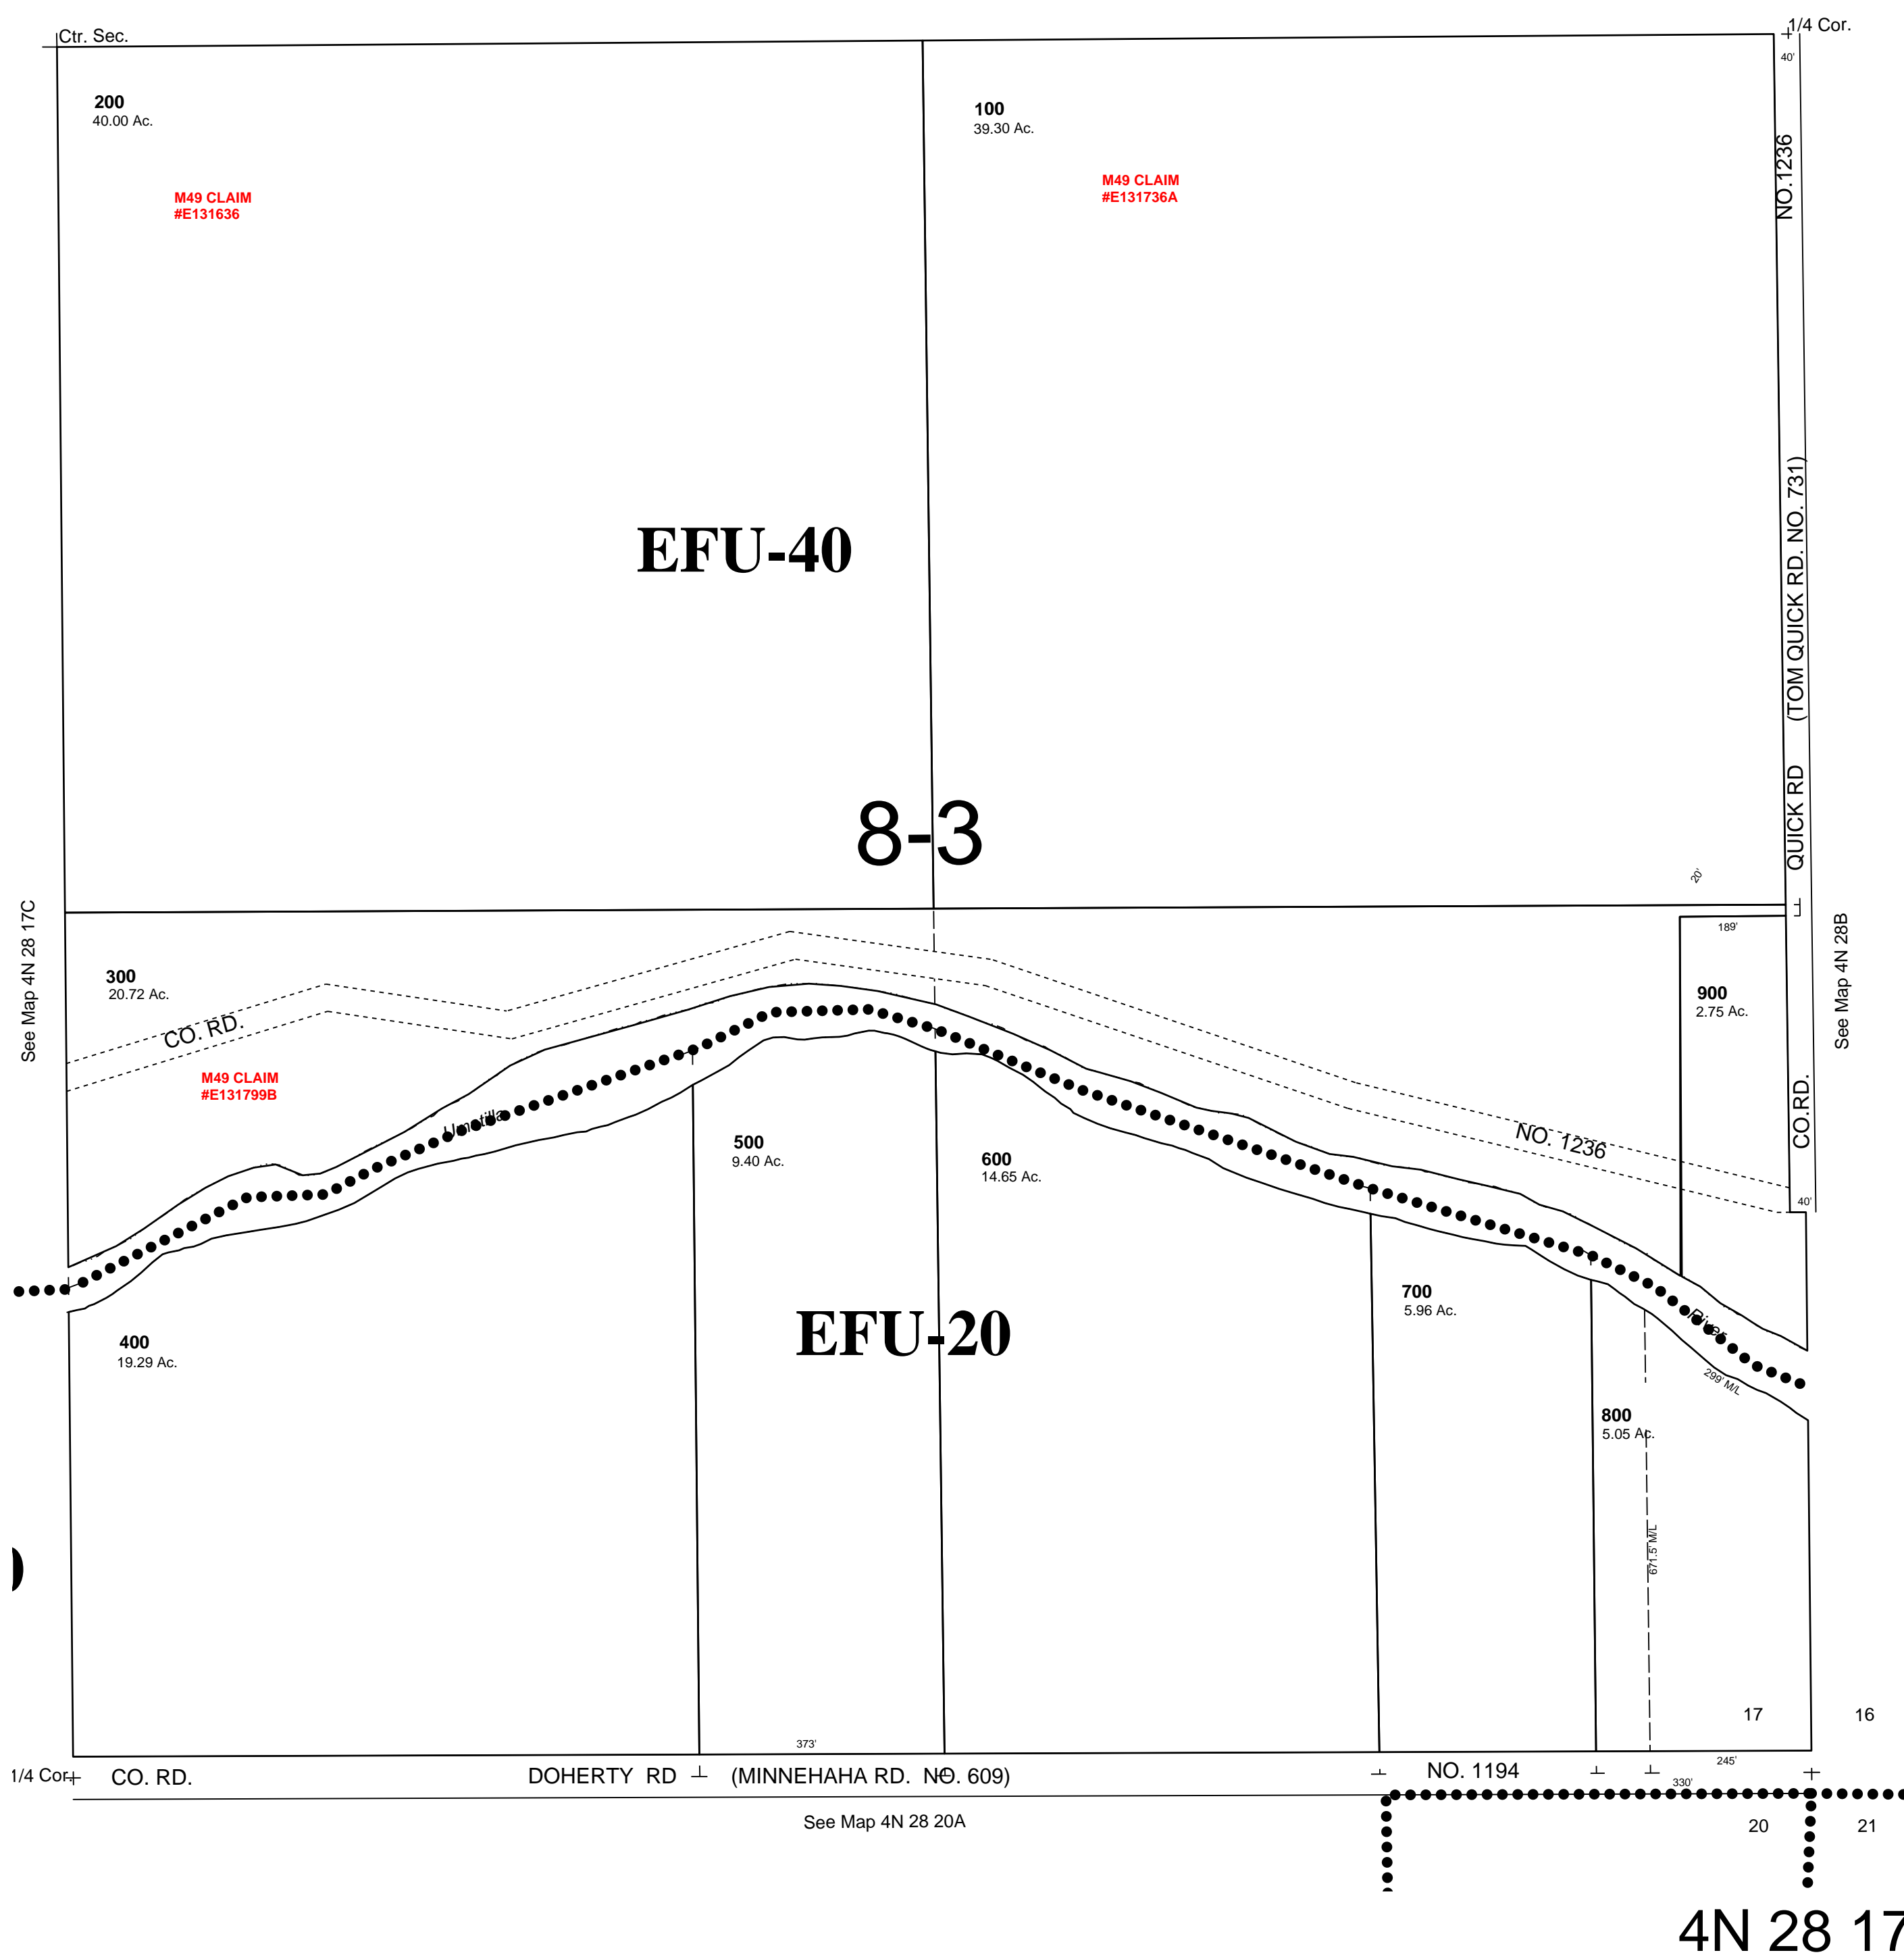 Ctr. Sec.
1/4 Cor.
40'
200
40.00 Ac.
100
39.30 Ac.
M49 CLAIM
#E131636
M49 CLAIM
#E131736A
NO.1236
(TOM QUICK RD. NO. 731)
QUICK RD
CO.RD.
EFU-40
8-3
20'
189'
See Map 4N 28 17C
See Map 4N 28B
300
20.72 Ac.
CO. RD.
900
2.75 Ac.
M49 CLAIM
#E131799B
Umatilla
500
9.40 Ac.
600
14.65 Ac.
NO. 1236
40'
700
5.96 Ac.
River
EFU-20
400
19.29 Ac.
299' M/L
800
5.05 Ac.
671.5' M/L
17
16
373'
245'
1/4 Cor.
CO. RD.
DOHERTY RD
(MINNEHAHA RD. NO. 609)
NO. 1194
330'
See Map 4N 28 20A
20
21
4N 28 17